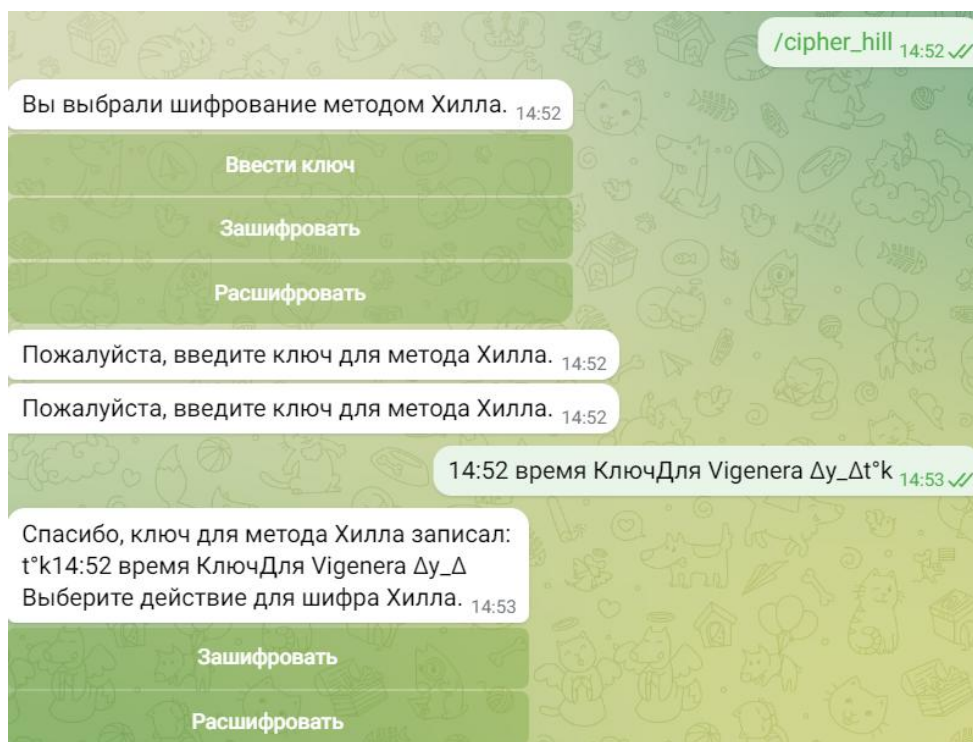 /cipher_hill 14:52
Вы выбрали шифрование методом Хилла. 14:52
Ввести ключ
Зашифровать
Расшифровать
Пожалуйста, введите ключ для метода Хилла. 14:52
Пожалуйста, введите ключ для метода Хилла. 14:52
14:52 время КлючДля Vigenera Δy_Δt°k 14:53
Спасибо, ключ для метода Хилла записал:
t°k14:52 время КлючДля Vigenera Δy_Δ
Выберите действие для шифра Хилла. 14:53
Зашифровать
Расшифровать